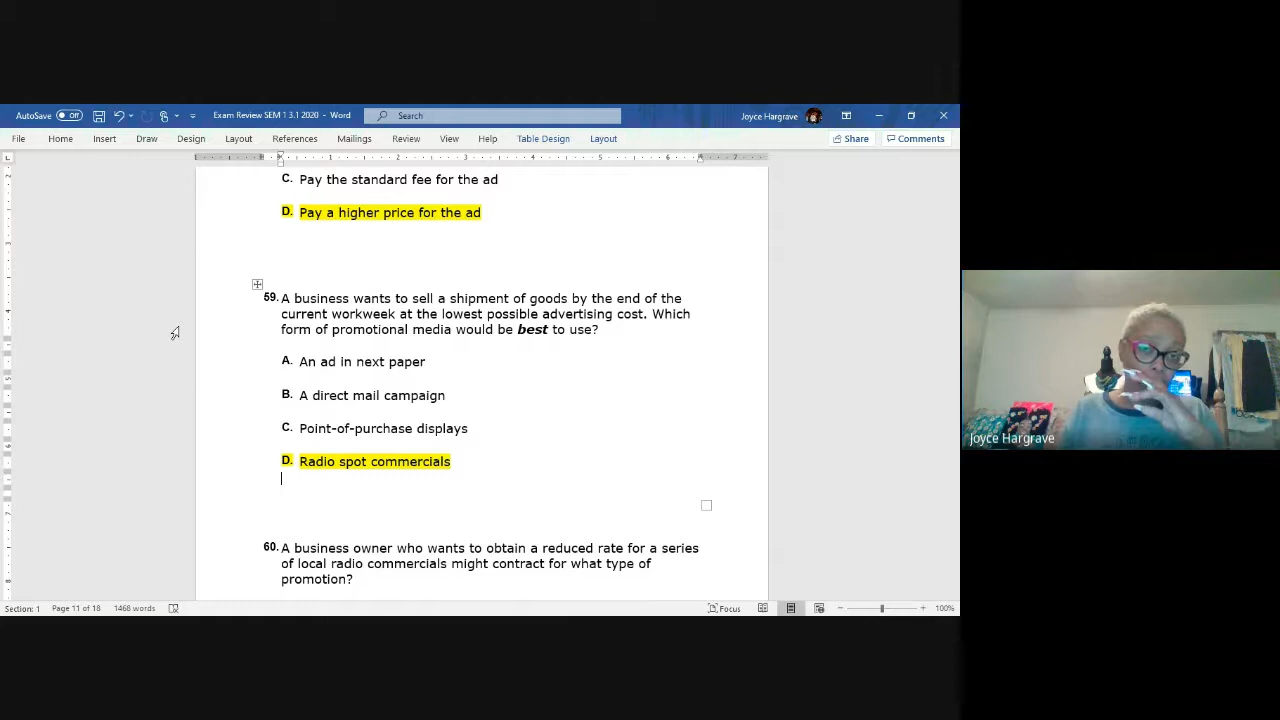 AutoSave Off Exam Review SEM 1 3.1 2020 - Word Search Joyce Hargrave
File Home Insert Draw Design Layout References Mailings Review View Help Table Design Layout Share Comments
C. Pay the standard fee for the ad
D. Pay a higher price for the ad
59. A business wants to sell a shipment of goods by the end of the
current workweek at the lowest possible advertising cost. Which
form of promotional media would be best to use?
A. An ad in next paper
B. A direct mail campaign
C. Point-of-purchase displays
D. Radio spot commercials
60. A business owner who wants to obtain a reduced rate for a series
of local radio commercials might contract for what type of
promotion?
Section: 1 Page 11 of 18 1468 words Focus 100%
Joyce Hargrave